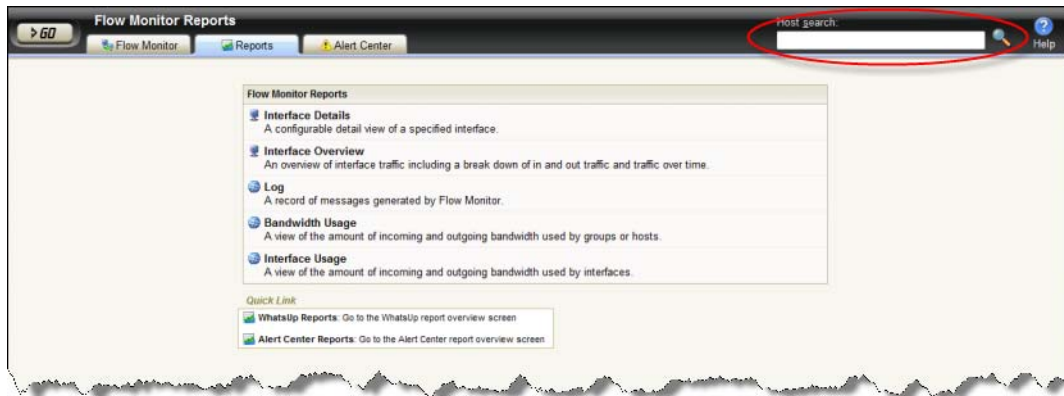 > GO
Flow Monitor Reports
Flow Monitor
Reports
Alert Center
Host search:
Help
Flow Monitor Reports
Interface Details
A configurable detail view of a specified interface.
Interface Overview
An overview of interface traffic including a break down of in and out traffic and traffic over time.
Log
A record of messages generated by Flow Monitor.
Bandwidth Usage
A view of the amount of incoming and outgoing bandwidth used by groups or hosts.
Interface Usage
A view of the amount of incoming and outgoing bandwidth used by interfaces.
Quick Link
WhatsUp Reports: Go to the WhatsUp report overview screen
Alert Center Reports: Go to the Alert Center report overview screen